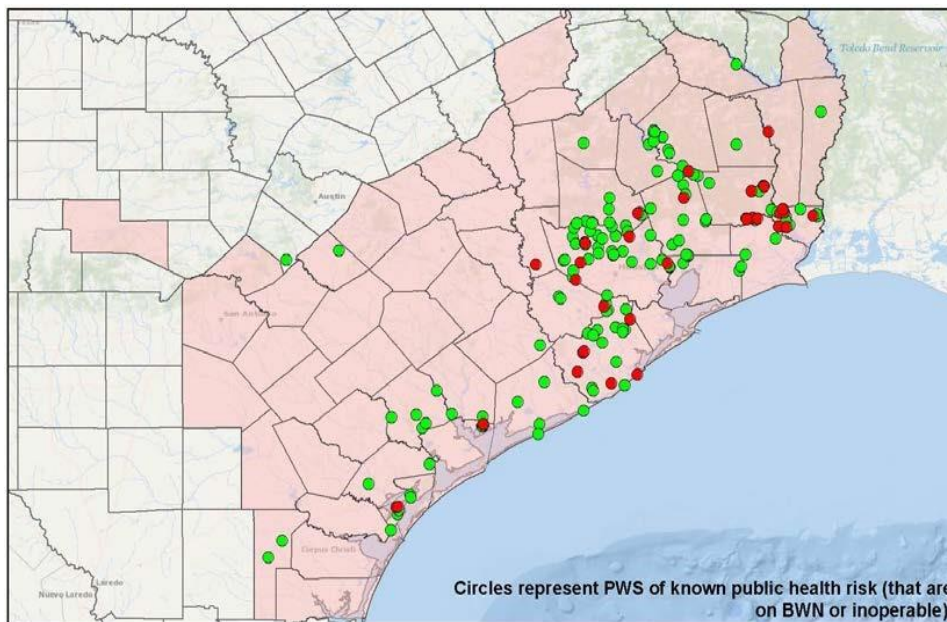 Toledo Bend Reservoir
Austin
San Antonio
Corpus Christi
Laredo
Nuevo Laredo
Circles represent PWS of known public health risk (that are
on BWN or inoperable)